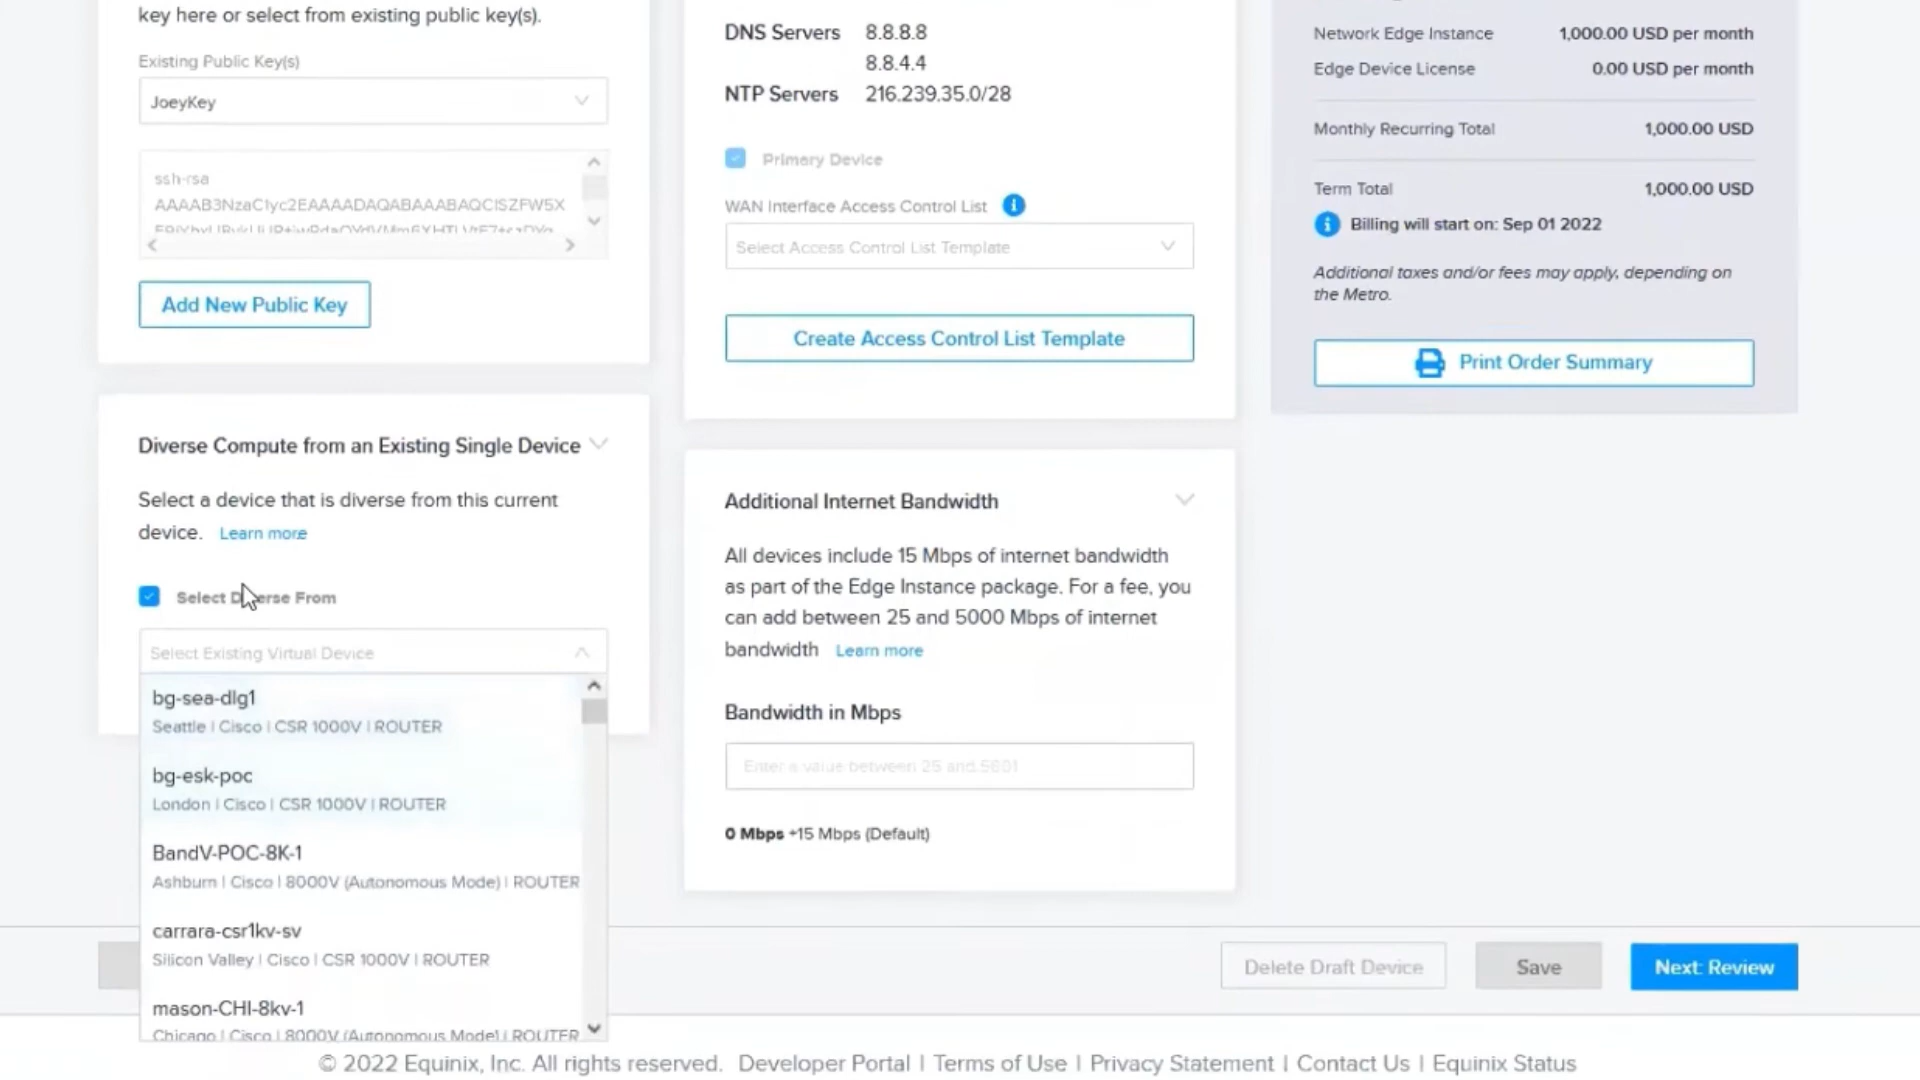 key here or select from existing public key(s).
Existing Public Key(s)
JoeyKey
ssh-rsa
Add New Public Key
Diverse Compute from an Existing Single Device
Select a device that is diverse from this current
device. Learn more
Select Diverse From
Select Existing Virtual Device
bg-sea-dlg1
Seattle | Cisco | CSR 1000V | ROUTER
bg-esk-poc
London | Cisco | CSR 1000V | ROUTER
BandV-POC-8K-1
Ashburn | Cisco | 8000V (Autonomous Mode) | ROUTER
carrara-csr1kv-sv
Silicon Valley | Cisco | CSR 1000V | ROUTER
mason-CHI-8kv-1
Chicago | Cisco | 8000V (Autonomous Mode) | ROUTER
DNS Servers 8.8.8.8
8.8.4.4
NTP Servers 216.239.35.0/28
Primary Device
WAN Interface Access Control List
Select Access Control List Template
Create Access Control List Template
Additional Internet Bandwidth
All devices include 15 Mbps of internet bandwidth
as part of the Edge Instance package. For a fee, you
can add between 25 and 5000 Mbps of internet
bandwidth Learn more
Bandwidth in Mbps
Enter a value between 25 and 5001
0 Mbps +15 Mbps (Default)
Network Edge Instance 1,000.00 USD per month
Edge Device License 0.00 USD per month
Monthly Recurring Total 1,000.00 USD
Term Total 1,000.00 USD
Billing will start on: Sep 01 2022
Additional taxes and/or fees may apply, depending on
the Metro.
Print Order Summary
Delete Draft Device
Save
Next: Review
© 2022 Equinix, Inc. All rights reserved. Developer Portal | Terms of Use | Privacy Statement | Contact Us | Equinix Status